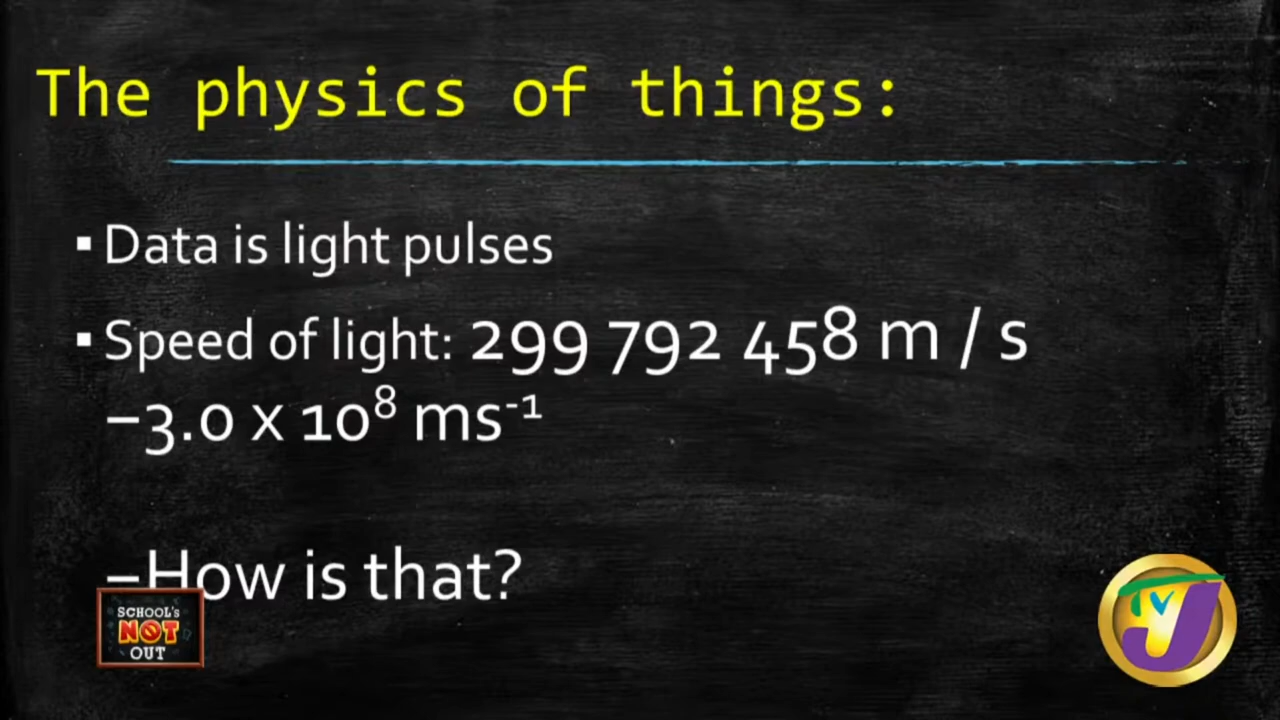 The physics of things:
▪ Data is light pulses
▪ Speed of light: 299 792 458 m / s
–3.0 x 10⁸ ms⁻¹
–How is that?
SCHOOL's
NOT
OUT
TVJ